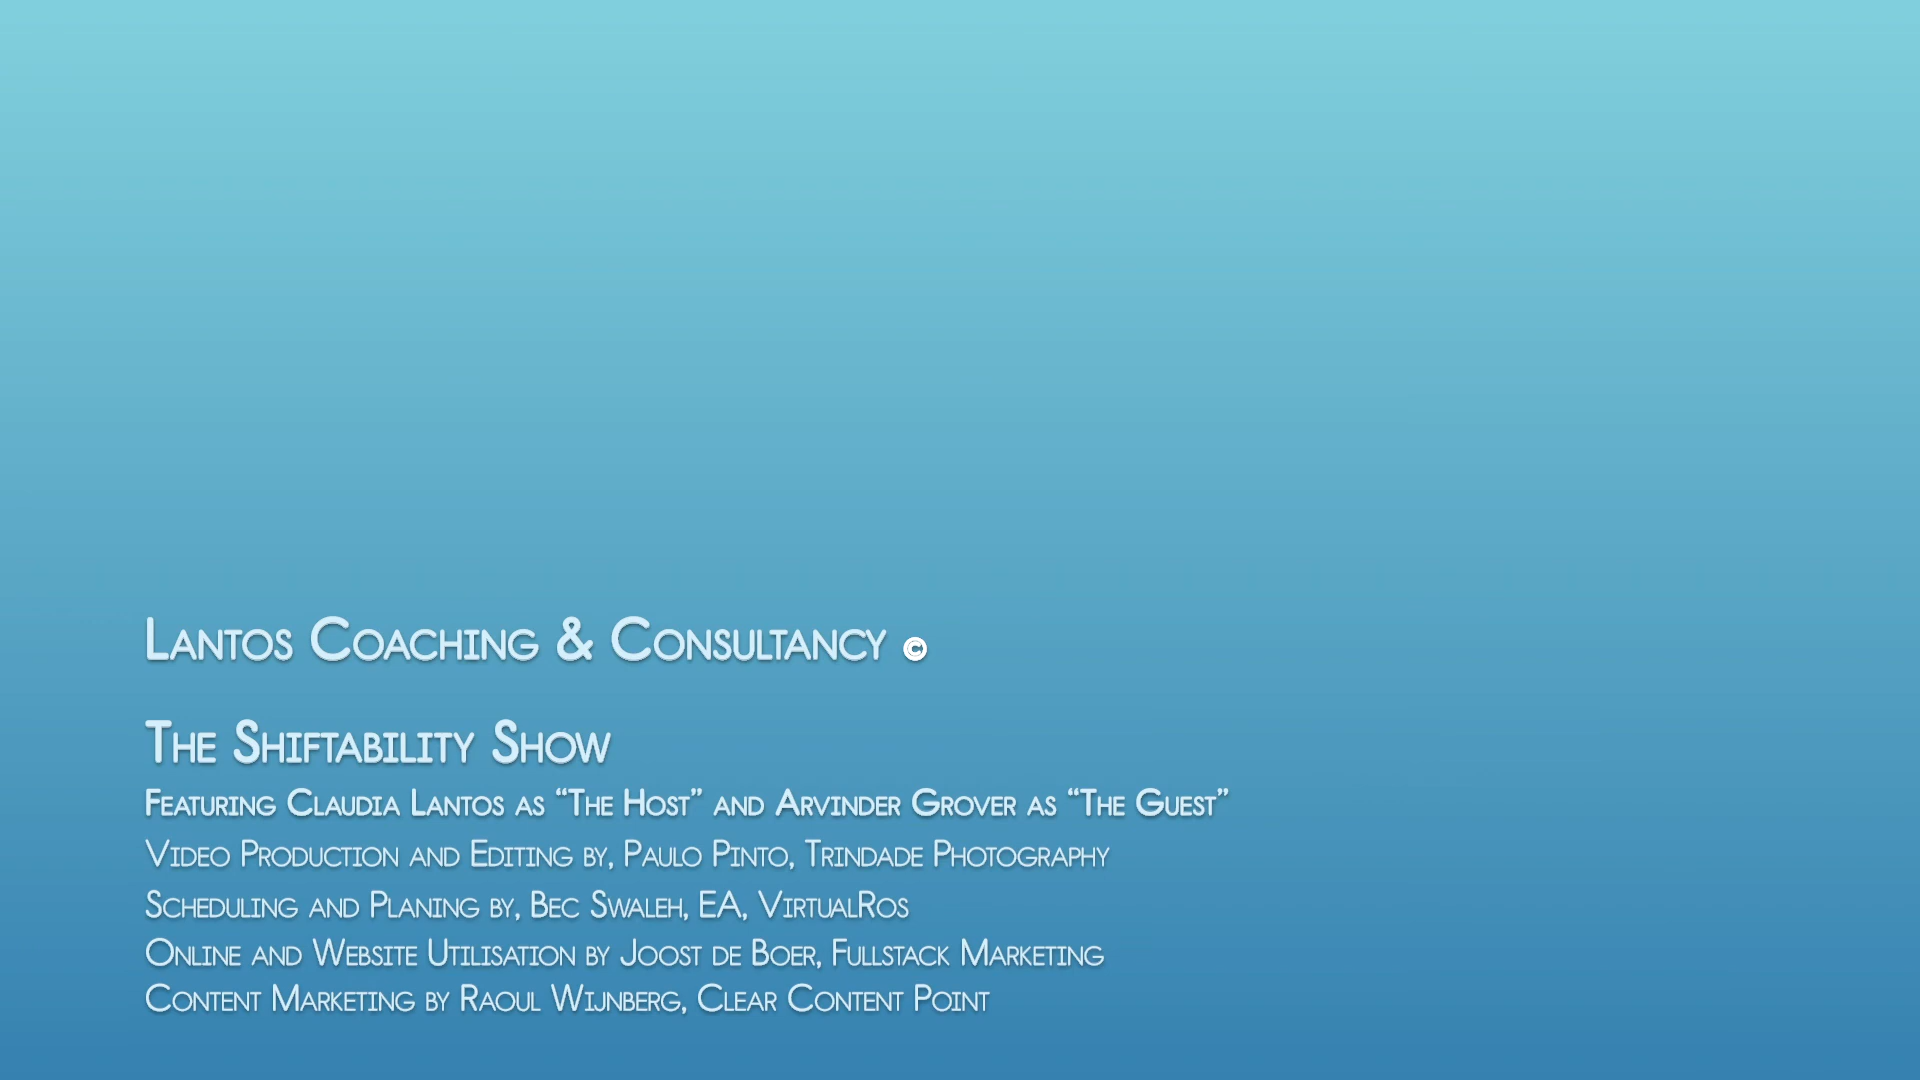 Lantos Coaching & Consultancy ©
The Shiftability Show
Featuring Claudia Lantos as “The Host” and Arvinder Grover as “The Guest”
Video Production and Editing by, Paulo Pinto, Trindade Photography
Scheduling and Planing by, Bec Swaleh, EA, VirtualRos
Online and Website Utilisation by Joost de Boer, Fullstack Marketing
Content Marketing by Raoul Wijnberg, Clear Content Point